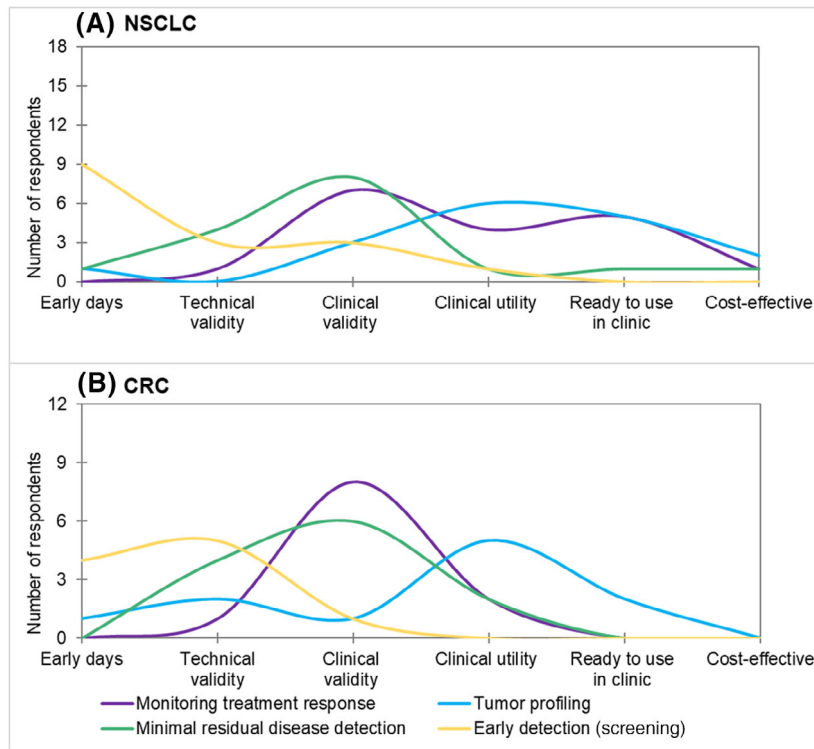 (A) NSCLC
18
15
12
9
6
3
0
Number of respondents
Early days
Technical
validity
Clinical
validity
Clinical utility
Ready to use
in clinic
Cost-effective
(B) CRC
12
9
6
3
0
Number of respondents
Early days
Technical
validity
Clinical
validity
Clinical utility
Ready to use
in clinic
Cost-effective
Monitoring treatment response
Tumor profiling
Minimal residual disease detection
Early detection (screening)